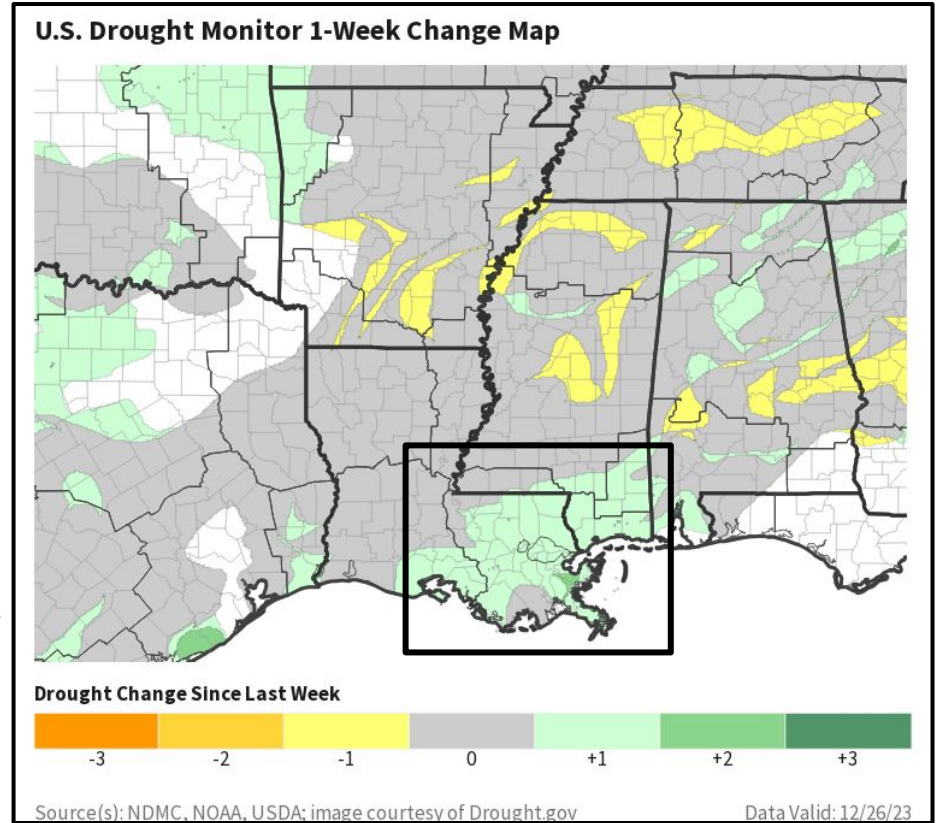 U.S. Drought Monitor 1-Week Change Map
Drought Change Since Last Week
-3 -2 -1 0 +1 +2 +3
Source(s): NDMC, NOAA, USDA; image courtesy of Drought.gov Data Valid: 12/26/23